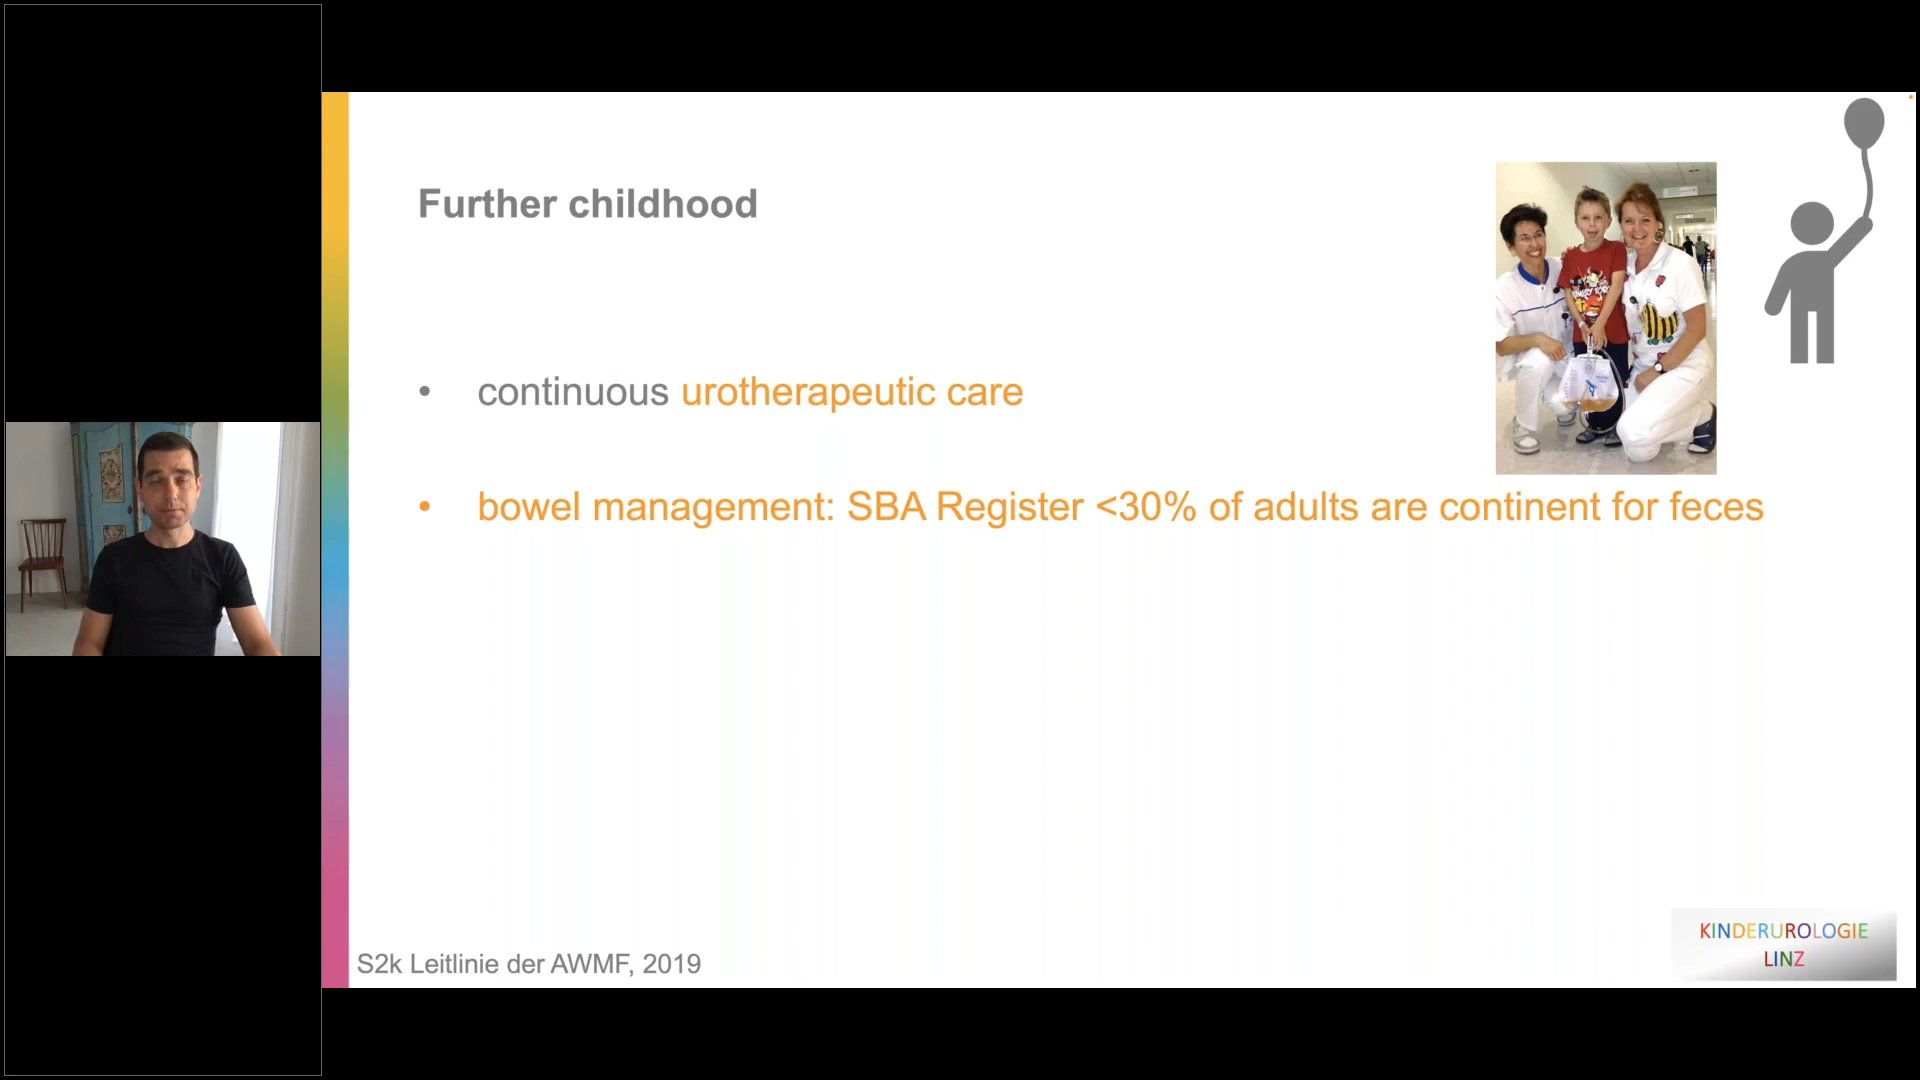 Further childhood
• continuous urotherapeutic care
• bowel management: SBA Register <30% of adults are continent for feces
S2k Leitlinie der AWMF, 2019
KINDERUROLOGIE
LINZ